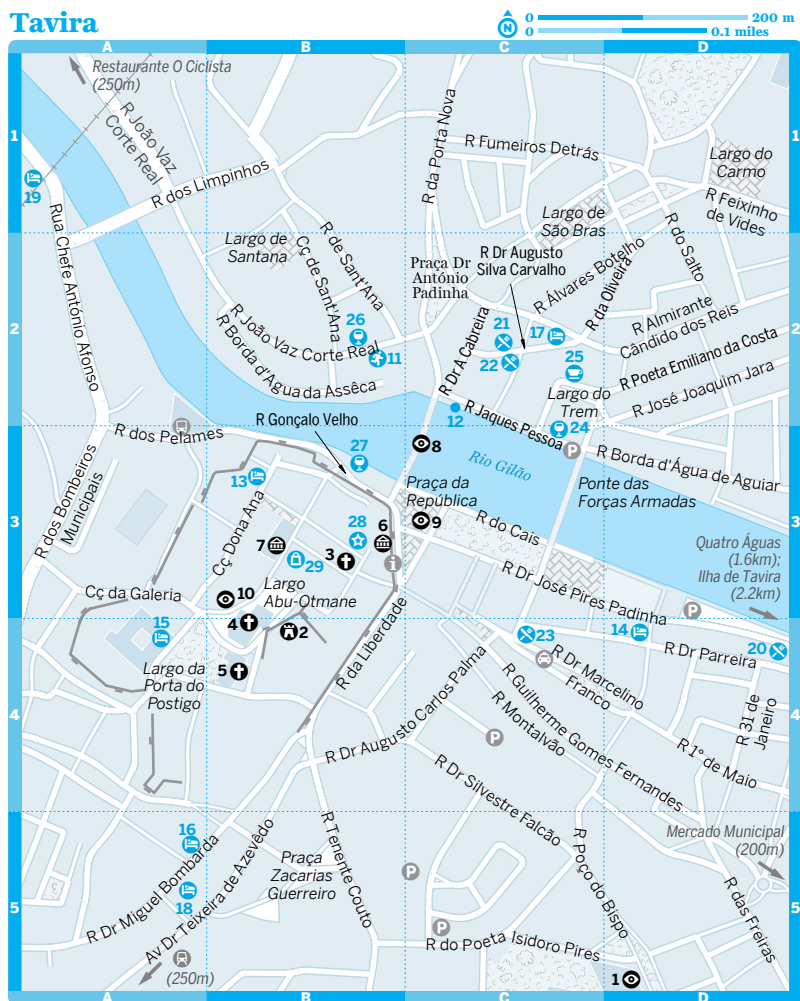 Tavira
N
0
200 m
0
0.1 miles
A
B
C
D
1
1
Restaurante O Ciclista
(250m)
R João Vaz
Corte Real
R dos Limpinhos
R da Porta Nova
R Fumeiros Detrás
Largo do
Carmo
R Feixinho
de Vides
19
Rua Chefe António Afonso
Largo de
Santana
R de Sant'Ana
Cç de Sant'Ana
Largo de
São Bras
R do Salto
Praça Dr
António
Padinha
R Dr Augusto
Silva Carvalho
R Álvares Botelho
R da Oliveira
2
2
R Almirante
Cândido dos Reis
26
R João Vaz Corte Real
11
R Borda d'Agua da Assêca
R Dr A Cabreira
21
17
22
25
R Poeta Emiliano da Costa
R José Joaquim Jara
Largo do
Trem
12
R Jaques Pessoa
24
P
R Gonçalo Velho
R dos Pelames
27
8
Rio Gilão
R Borda d'Água de Aguiar
Ponte das
Forças Armadas
R dos Bombeiros
Municipais
13
Cç Dona Ana
Praça da
República
3
3
28
6
9
R do Cais
7
29
3
i
Quatro Águas
(1.6km);
Ilha de Tavira
(2.2km)
Cç da Galeria
10
Largo
Abu-Otmane
R Dr José Pires Padinha
P
15
4
2
R da Liberdade
23
14
R Dr Parreira
20
5
Largo da
Porta do
Postigo
R Dr Marcelino
Franco
4
4
R Dr Augusto Carlos Palma
R Guilherme Gomes Fernandes
R Montalvão
P
R 31 de
Janeiro
R 1º de Maio
R Dr Silvestre Falcão
16
R Tenente Couto
R Poço do Bispo
Mercado Municipal
(200m)
Praça
Zacarias
Guerreiro
P
18
R Dr Miguel Bombarda
Av Dr Teixeira de Azevêdo
R das Freiras
5
5
P
R do Poeta Isidoro Pires
(250m)
1
A
B
C
D